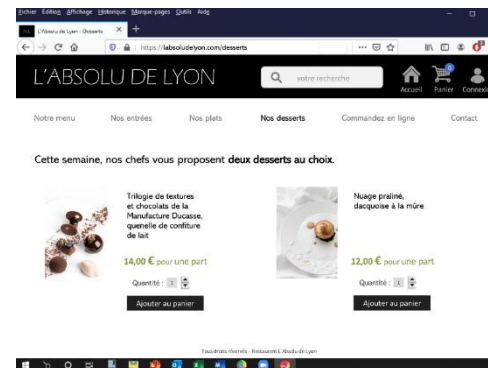 Fichier Édition Affichage Historique Marque-pages Outils Aide
L'Absolu de Lyon - Desserts
https://labsoludelyon.com/desserts
L'ABSOLU DE LYON
votre recherche
Accueil Panier Connexi
Notre menu Nos entrées Nos plats Nos desserts Commandez en ligne Contact
Cette semaine, nos chefs vous proposent deux desserts au choix.
Trilogie de textures
et chocolats de la
Manufacture Ducasse,
quenelle de confiture
de lait
14,00 € pour une part
Quantité : 1
Ajouter au panier
Nuage praliné,
dacquoise à la mûre
12,00 € pour une part
Quantité : 1
Ajouter au panier
Tous droits réservés - Restaurant L'Absolu de Lyon